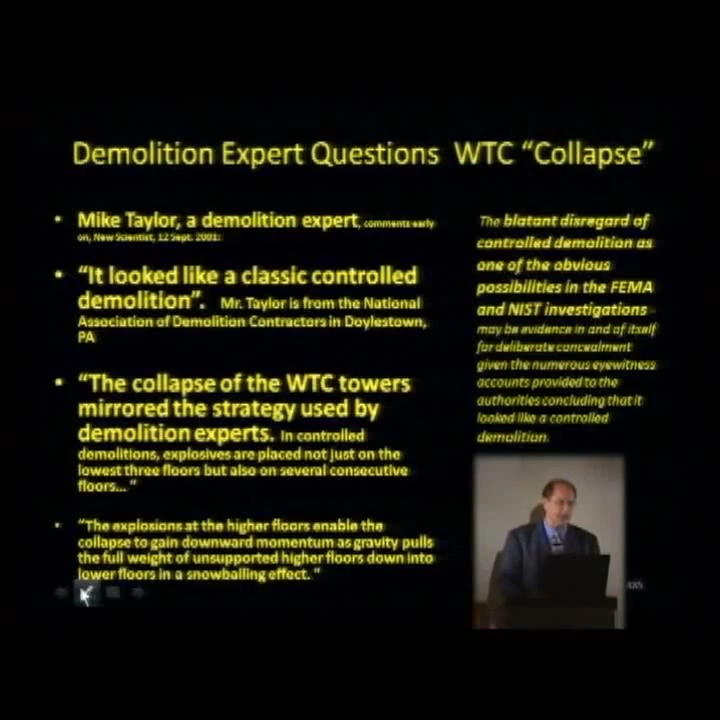 Demolition Expert Questions WTC “Collapse”
• Mike Taylor, a demolition expert, comments early
on, New Scientist, 12 Sept. 2001:
• “It looked like a classic controlled
demolition”. Mr. Taylor is from the National
Association of Demolition Contractors in Doylestown,
PA
• “The collapse of the WTC towers
mirrored the strategy used by
demolition experts. In controlled
demolitions, explosives are placed not just on the
lowest three floors but also on several consecutive
floors... ”
• “The explosions at the higher floors enable the
collapse to gain downward momentum as gravity pulls
the full weight of unsupported higher floors down into
lower floors in a snowballing effect. ”
The blatant disregard of
controlled demolition as
one of the obvious
possibilities in the FEMA
and NIST investigations
may be evidence in and of itself
for deliberate concealment
given the numerous eyewitness
accounts provided to the
authorities concluding that it
looked like a controlled
demolition.